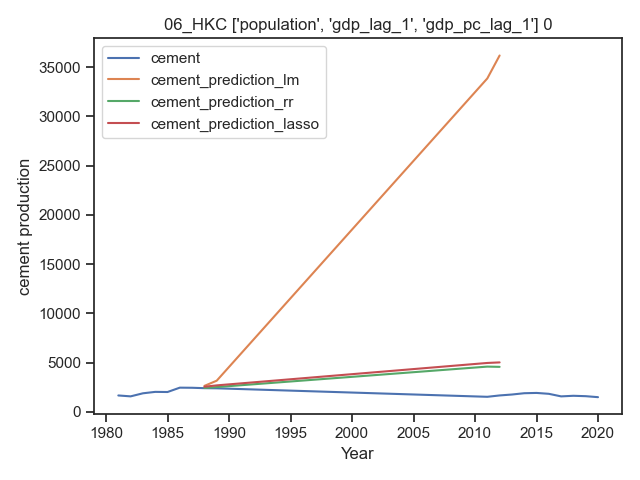 06_HKC ['population', 'gdp_lag_1', 'gdp_pc_lag_1'] 0
cement
cement_prediction_lm
cement_prediction_rr
cement_prediction_lasso
cement production
35000
30000
25000
20000
15000
10000
5000
0
1980 1985 1990 1995 2000 2005 2010 2015 2020
Year